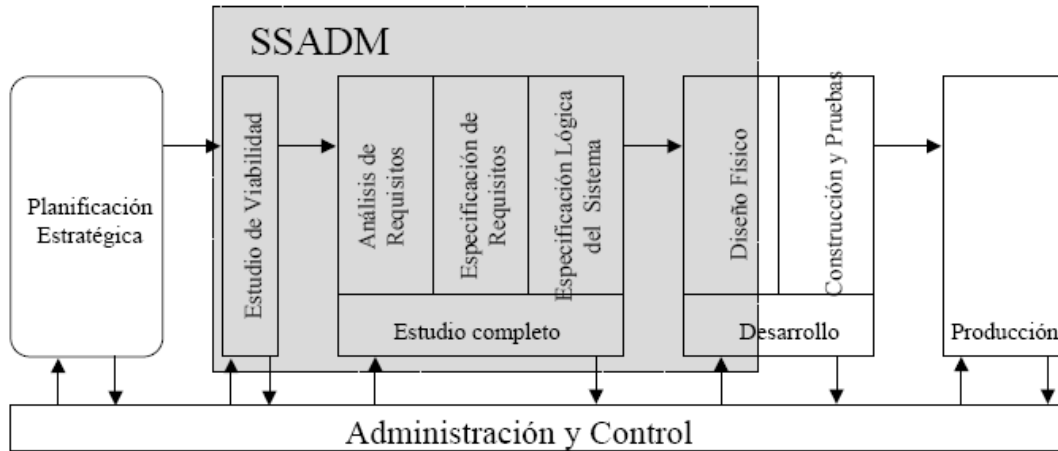 SSADM
Planificación
Estratégica
Estudio de Viabilidad
Análisis de
Requisitos
Especificación de
Requisitos
Especificación Lógica
del Sistema
Estudio completo
Diseño Físico
Construcción y Pruebas
Desarrollo
Producción
Administración y Control